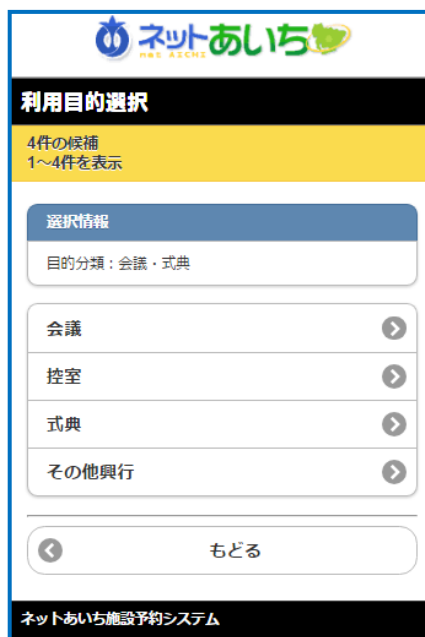 ネットあいち
net AICHI
利用目的選択
4件の候補
1～4件を表示
選択情報
目的分類：会議・式典
会議
控室
式典
その他興行
もどる
ネットあいち施設予約システム